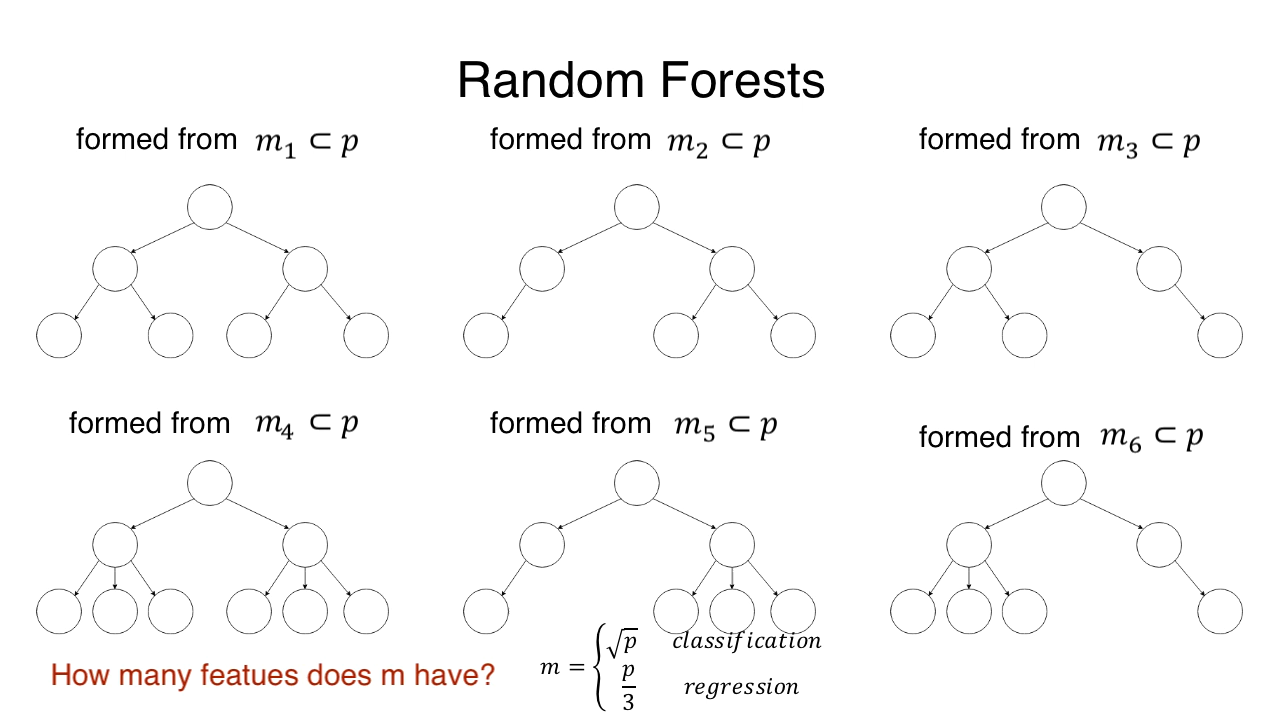 Random Forests
formed from m₁ ⊂ p
formed from m₂ ⊂ p
formed from m₃ ⊂ p
formed from m₄ ⊂ p
formed from m₅ ⊂ p
formed from m₆ ⊂ p
How many featues does m have?
m = { √p classification
p/3 regression